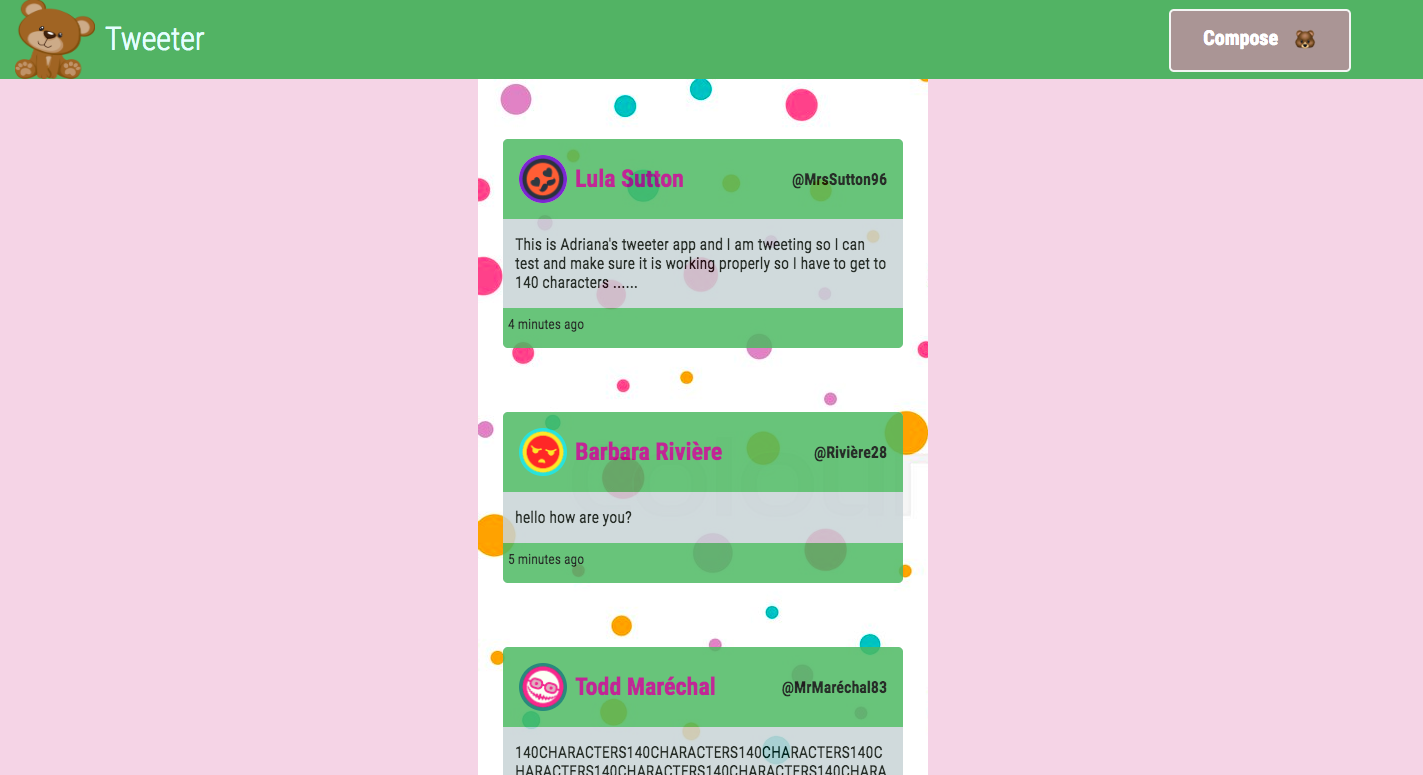 Tweeter
Compose
Lula Sutton
@MrsSutton96
This is Adriana's tweeter app and I am tweeting so I can
test and make sure it is working properly so I have to get to
140 characters ......
4 minutes ago
Barbara Rivière
@Rivière28
hello how are you?
5 minutes ago
Todd Maréchal
@MrMaréchal83
140CHARACTERS140CHARACTERS140CHARACTERS140C
HARACTERS140CHARACTERS140CHARACTERS140CHARA